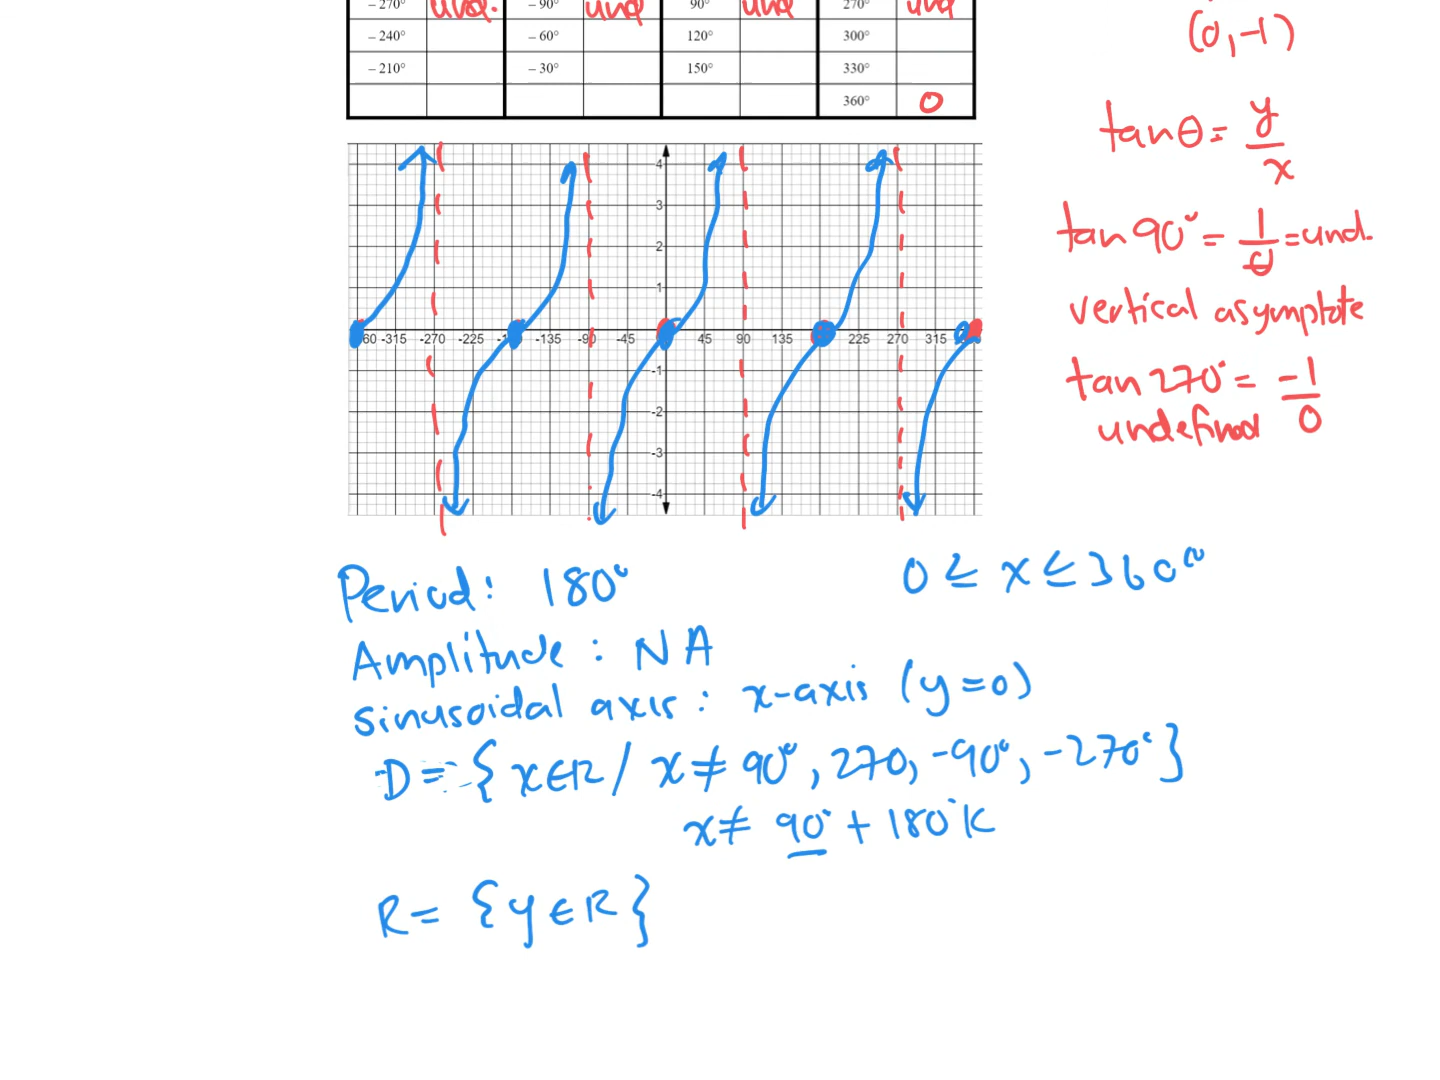 – 270° und. – 90° und 90° und 270° und
– 240° – 60° 120° 300°
– 210° – 30° 150° 330°
360° 0
(0,-1)
tanθ = y/x
tan 90° = 1/0 = und.
vertical asymptote
tan 270° = -1/0
undefined
4
3
2
1
60 -315 -270 -225 -1 -135 -90 -45 45 90 135 225 270 315
-1
-2
-3
-4
Period: 180°
0 ≤ x ≤ 360°
Amplitude: NA
sinusoidal axis: x-axis (y=0)
D = { x∈R / x ≠ 90°, 270, -90°, -270° }
x ≠ 90° + 180°K
R = {y∈R}